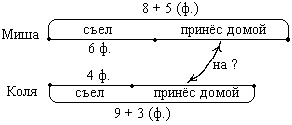 8 + 5 (ф.)
Миша съел принёс домой
6 ф.
на ?
4 ф.
Коля съел принёс домой
9 + 3 (ф.)